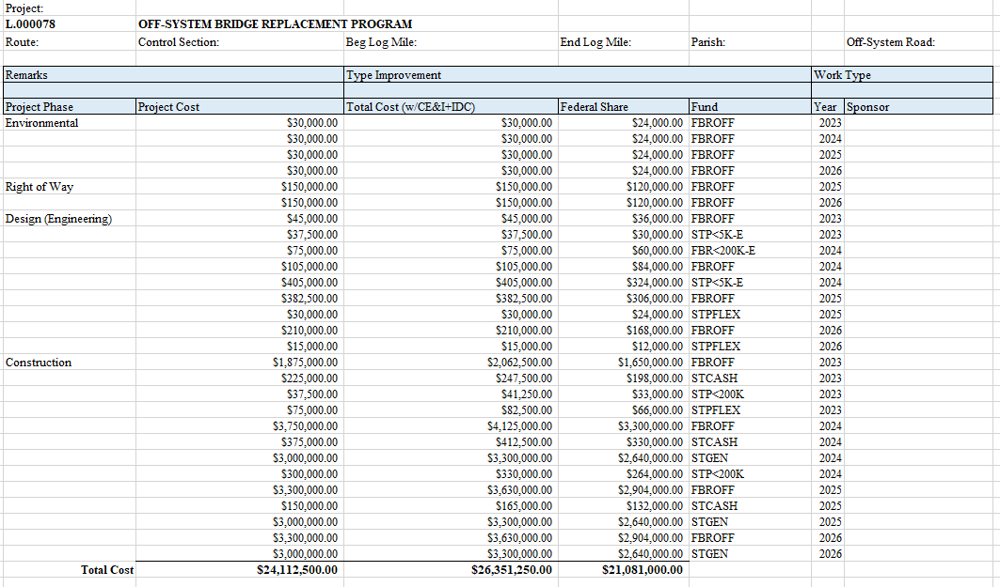 Project:
L.000078 OFF-SYSTEM BRIDGE REPLACEMENT PROGRAM
Route: Control Section: Beg Log Mile: End Log Mile: Parish: Off-System Road:
Remarks Type Improvement Work Type
Project Phase Project Cost Total Cost (w/CE&I+IDC) Federal Share Fund Year Sponsor
Environmental $30,000.00 $30,000.00 $24,000.00 FBROFF 2023
$30,000.00 $30,000.00 $24,000.00 FBROFF 2024
$30,000.00 $30,000.00 $24,000.00 FBROFF 2025
$30,000.00 $30,000.00 $24,000.00 FBROFF 2026
Right of Way $150,000.00 $150,000.00 $120,000.00 FBROFF 2025
$150,000.00 $150,000.00 $120,000.00 FBROFF 2026
Design (Engineering) $45,000.00 $45,000.00 $36,000.00 FBROFF 2023
$37,500.00 $37,500.00 $30,000.00 STP<5K-E 2023
$75,000.00 $75,000.00 $60,000.00 FBR<200K-E 2024
$105,000.00 $105,000.00 $84,000.00 FBROFF 2024
$405,000.00 $405,000.00 $324,000.00 STP<5K-E 2024
$382,500.00 $382,500.00 $306,000.00 FBROFF 2025
$30,000.00 $30,000.00 $24,000.00 STPFLEX 2025
$210,000.00 $210,000.00 $168,000.00 FBROFF 2026
$15,000.00 $15,000.00 $12,000.00 STPFLEX 2026
Construction $1,875,000.00 $2,062,500.00 $1,650,000.00 FBROFF 2023
$225,000.00 $247,500.00 $198,000.00 STCASH 2023
$37,500.00 $41,250.00 $33,000.00 STP<200K 2023
$75,000.00 $82,500.00 $66,000.00 STPFLEX 2023
$3,750,000.00 $4,125,000.00 $3,300,000.00 FBROFF 2024
$375,000.00 $412,500.00 $330,000.00 STCASH 2024
$3,000,000.00 $3,300,000.00 $2,640,000.00 STGEN 2024
$300,000.00 $330,000.00 $264,000.00 STP<200K 2024
$3,300,000.00 $3,630,000.00 $2,904,000.00 FBROFF 2025
$150,000.00 $165,000.00 $132,000.00 STCASH 2025
$3,000,000.00 $3,300,000.00 $2,640,000.00 STGEN 2025
$3,300,000.00 $3,630,000.00 $2,904,000.00 FBROFF 2026
$3,000,000.00 $3,300,000.00 $2,640,000.00 STGEN 2026
Total Cost $24,112,500.00 $26,351,250.00 $21,081,000.00